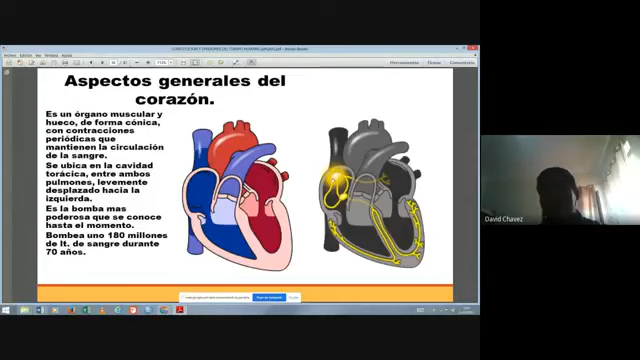 Aspectos generales del
corazón.
Es un órgano muscular y
hueco, de forma cónica,
con contracciones
periódicas que
mantienen la circulación
de la sangre.
Se ubica en la cavidad
torácica, entre ambos
pulmones, levemente
desplazado hacia la
izquierda.
Es la bomba mas
poderosa que se conoce
hasta el momento.
Bombea uno 180 millones
de lt. de sangre durante
70 años.
Herramientas
Firmar
Comentario
David Chavez